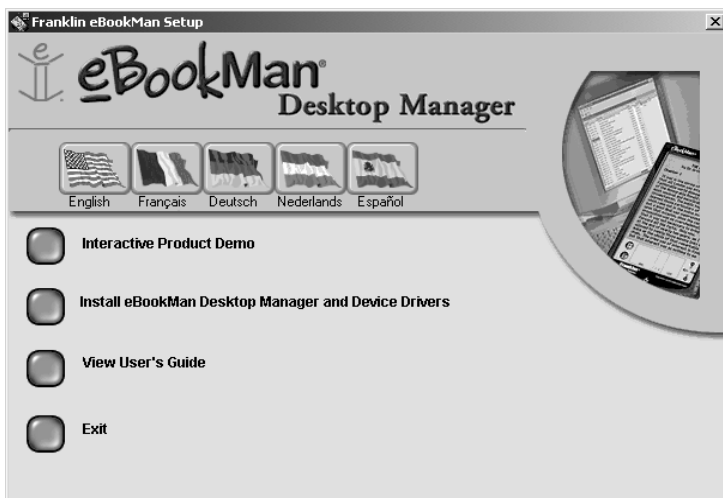 Franklin eBookMan Setup
eBookMan®
Desktop Manager
English Français Deutsch Nederlands Español
Interactive Product Demo
Install eBookMan Desktop Manager and Device Drivers
View User's Guide
Exit